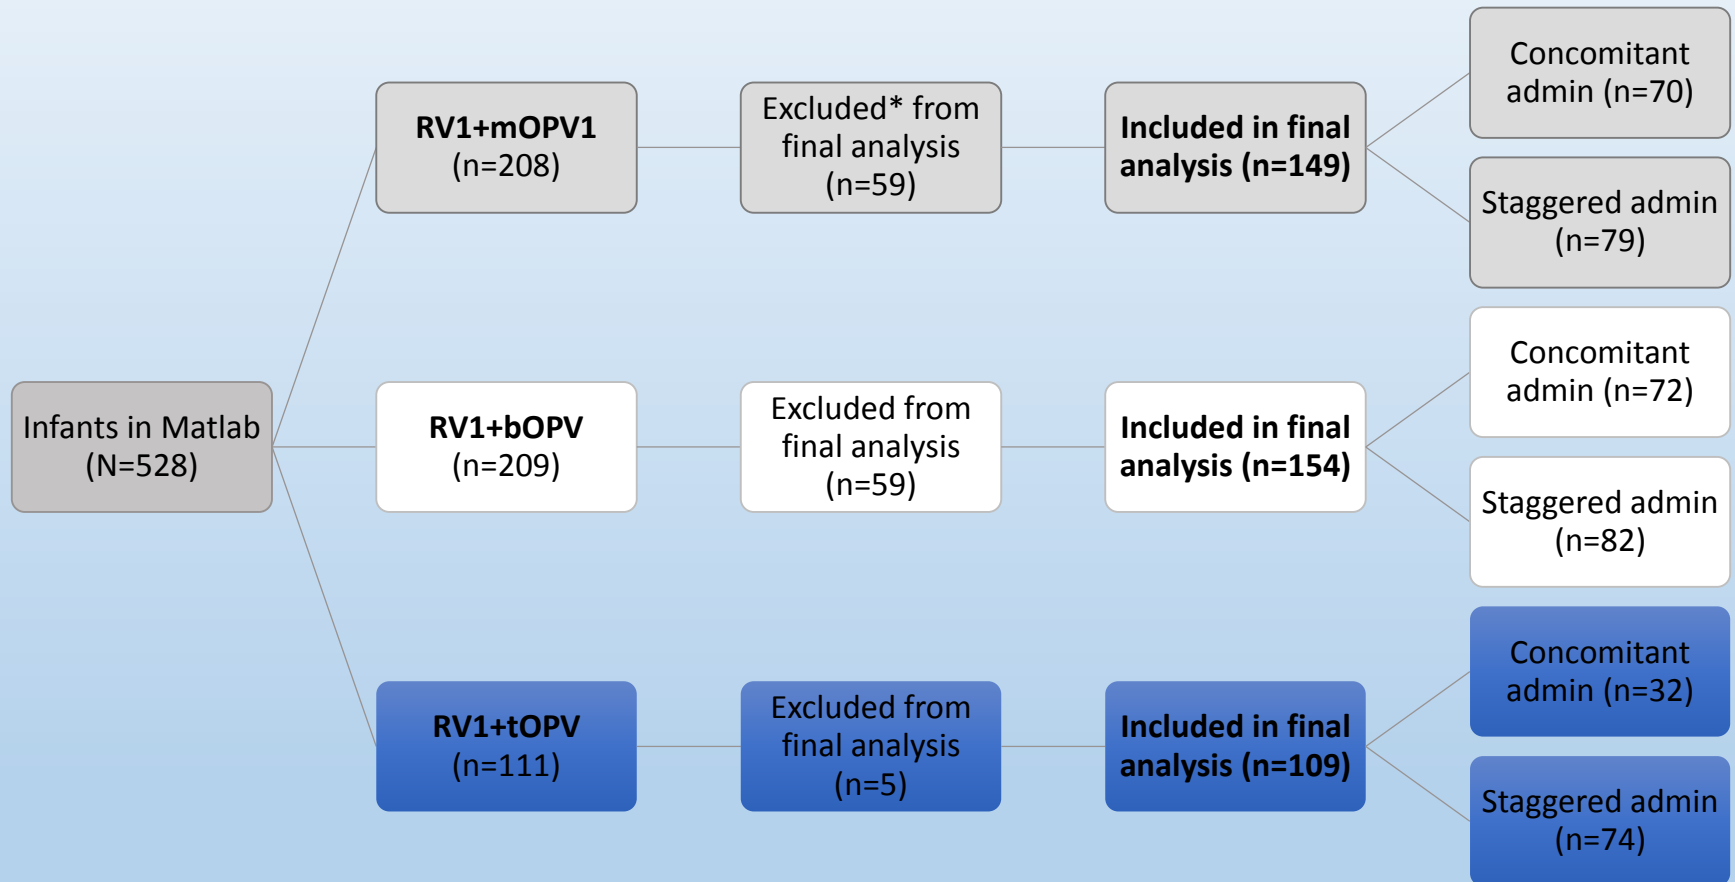 Infants in Matlab
(N=528)
RV1+mOPV1
(n=208)
Excluded* from
final analysis
(n=59)
Included in final
analysis (n=149)
Concomitant
admin (n=70)
Staggered admin
(n=79)
RV1+bOPV
(n=209)
Excluded from
final analysis
(n=59)
Included in final
analysis (n=154)
Concomitant
admin (n=72)
Staggered admin
(n=82)
RV1+tOPV
(n=111)
Excluded from
final analysis
(n=5)
Included in final
analysis (n=109)
Concomitant
admin (n=32)
Staggered admin
(n=74)